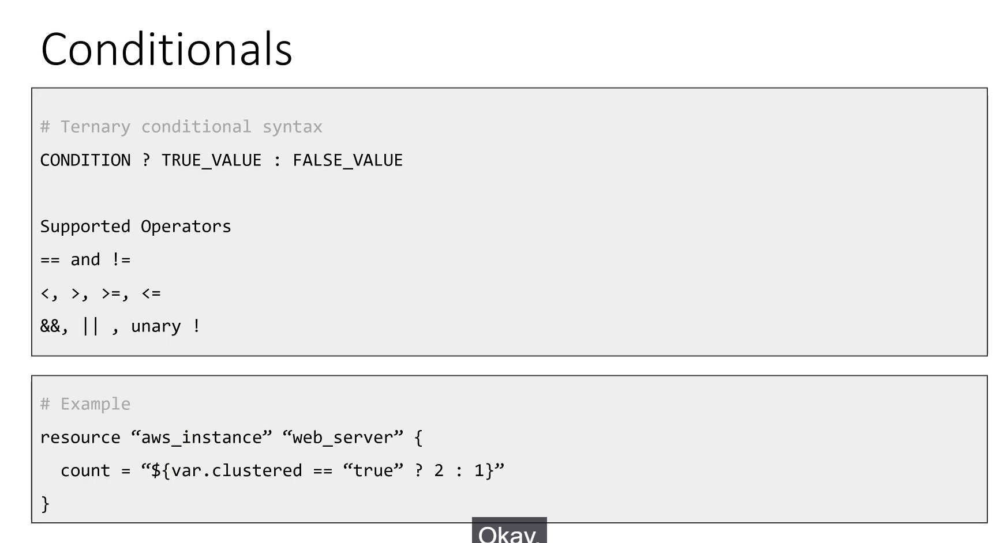 Conditionals
# Ternary conditional syntax
CONDITION ? TRUE_VALUE : FALSE_VALUE
Supported Operators
== and !=
<, >, >=, <=
&&, || , unary !
# Example
resource “aws_instance” “web_server” {
  count = “${var.clustered == “true” ? 2 : 1}”
}
Okay.